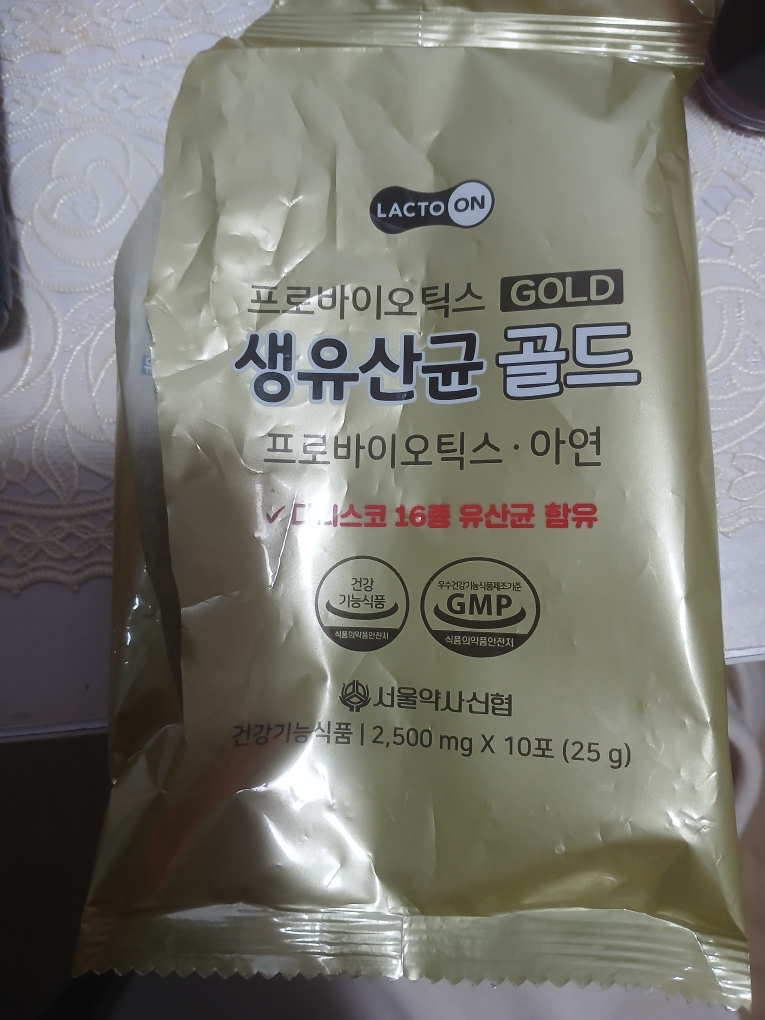 LACTO ON
프로바이오틱스 GOLD
생유산균 골드
프로바이오틱스 · 아연
✓ 다니스코 16종 유산균 함유
건강
기능식품
식품의약품안전처
우수건강기능식품제조기준
GMP
식품의약품안전처
서울약사신협
건강기능식품 | 2,500 mg X 10포 (25 g)